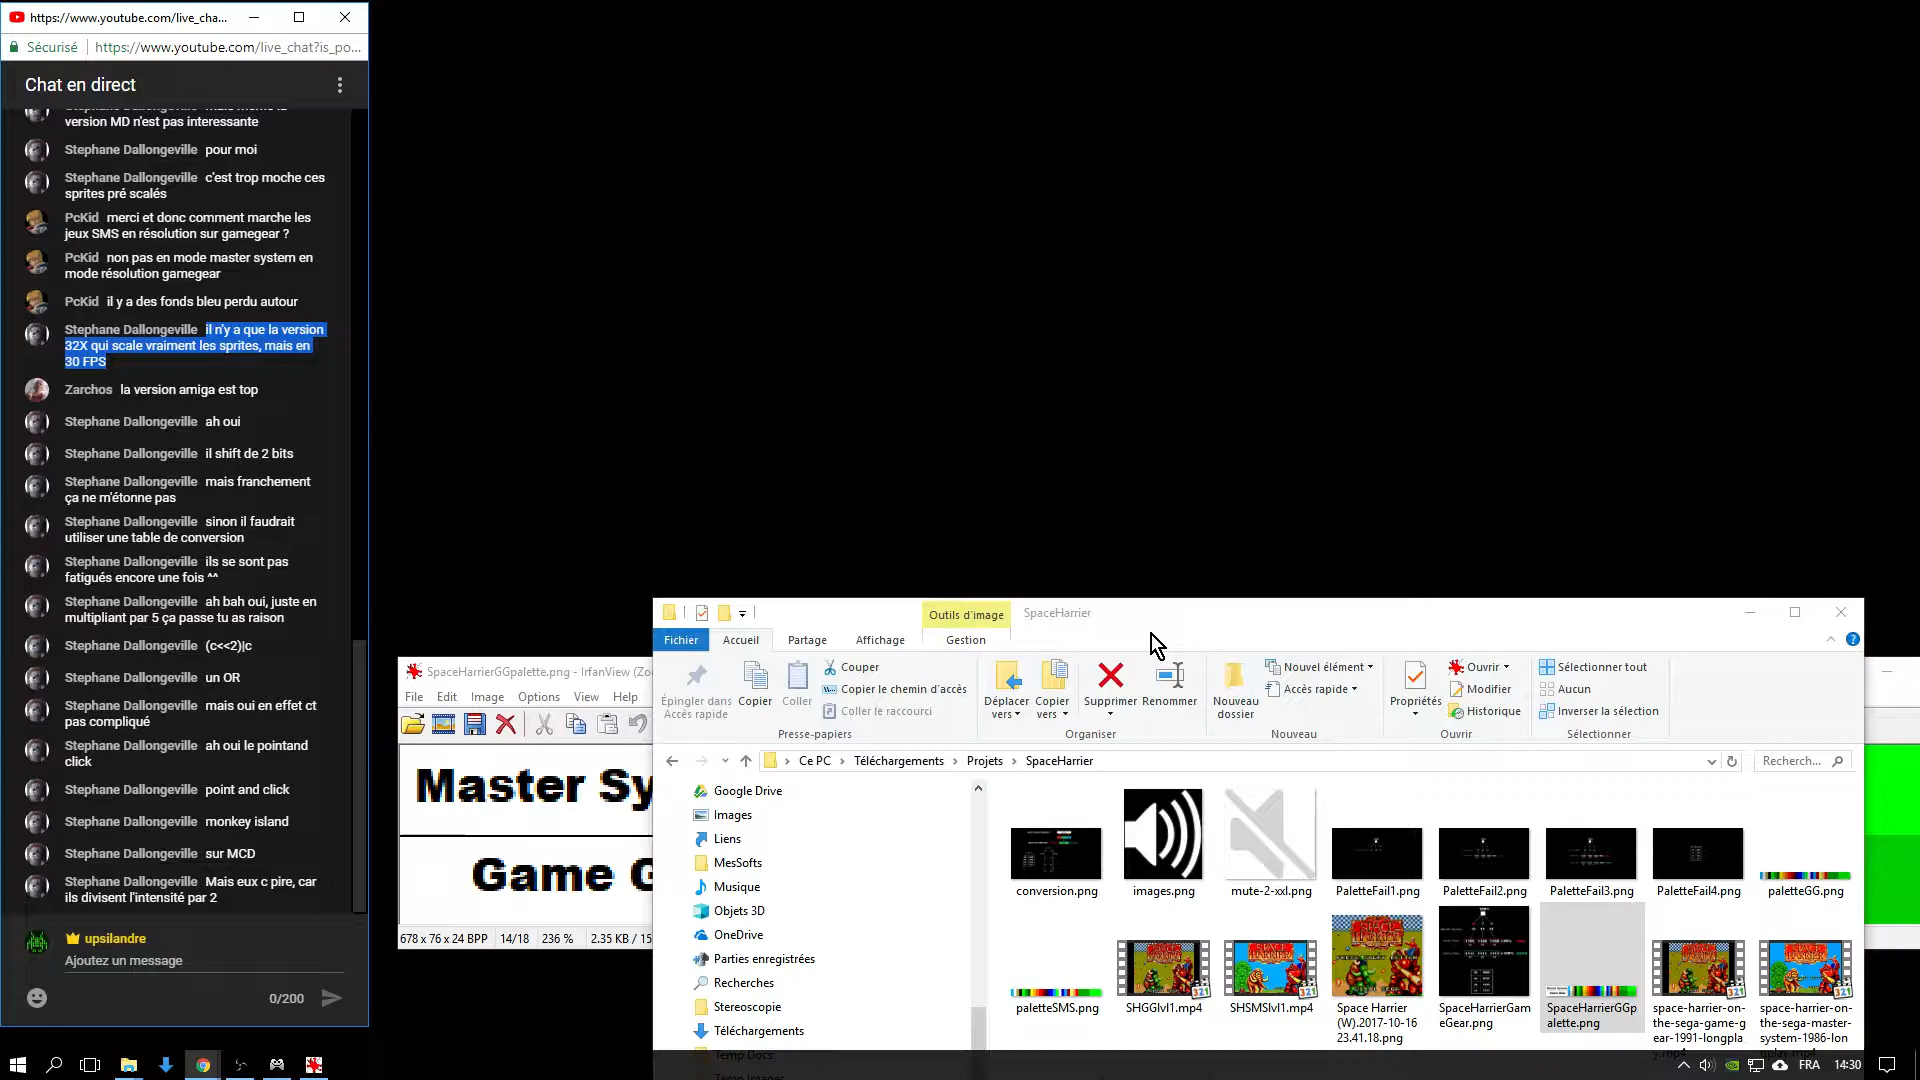 https://www.youtube.com/live_cha...
Sécurisé
https://www.youtube.com/live_chat?is_po...
Chat en direct
version MD n'est pas interessante
Stephane Dallongeville pour moi
Stephane Dallongeville c'est trop moche ces
sprites pré scalés
PcKid merci et donc comment marche les
jeux SMS en résolution sur gamegear ?
PcKid non pas en mode master system en
mode résolution gamegear
PcKid il y a des fonds bleu perdu autour
Stephane Dallongeville il n'y a que la version
32X qui scale vraiment les sprites, mais en
30 FPS
Zarchos la version amiga est top
Stephane Dallongeville ah oui
Stephane Dallongeville il shift de 2 bits
Stephane Dallongeville mais franchement
ça ne m'étonne pas
Stephane Dallongeville sinon il faudrait
utiliser une table de conversion
Stephane Dallongeville ils se sont pas
fatigués encore une fois ^^
Stephane Dallongeville ah bah oui, juste en
multipliant par 5 ça passe tu as raison
Stephane Dallongeville (c<<2)|c
Stephane Dallongeville un OR
Stephane Dallongeville mais oui en effet ct
pas compliqué
Stephane Dallongeville ah oui le pointand
click
Stephane Dallongeville point and click
Stephane Dallongeville monkey island
Stephane Dallongeville sur MCD
Stephane Dallongeville Mais eux c pire, car
ils divisent l'intensité par 2
upsilandre
Ajoutez un message
0/200
SpaceHarrierGGpalette.png - IrfanView (Zo
File Edit Image Options View Help
Master Sy
Game G
678 x 76 x 24 BPP 14/18 236 % 2.35 KB / 15
Outils d'image SpaceHarrier
Fichier Accueil Partage Affichage Gestion
Épingler dans
Accès rapide
Copier
Coller
Couper
Copier le chemin d'accès
Coller le raccourci
Presse-papiers
Déplacer
vers
Copier
vers
Supprimer
Renommer
Organiser
Nouveau
dossier
Nouvel élément
Accès rapide
Nouveau
Propriétés
Ouvrir
Modifier
Historique
Ouvrir
Sélectionner tout
Aucun
Inverser la sélection
Sélectionner
Ce PC Téléchargements Projets SpaceHarrier
Recherch...
Google Drive
Images
Liens
MesSofts
Musique
Objets 3D
OneDrive
Parties enregistrées
Recherches
Stereoscopie
Téléchargements
Temp Docs
Temp Images
conversion.png
images.png
mute-2-xxl.png
PaletteFail1.png
PaletteFail2.png
PaletteFail3.png
PaletteFail4.png
paletteGG.png
paletteSMS.png
SHGGlvl1.mp4
SHSMSlvl1.mp4
Space Harrier
(W).2017-10-16
23.41.18.png
SpaceHarrierGam
eGear.png
SpaceHarrierGGp
alette.png
space-harrier-on-
the-sega-game-g
ear-1991-longpla
y.mp4
space-harrier-on-
the-sega-master-
system-1986-lon
FRA 14:30